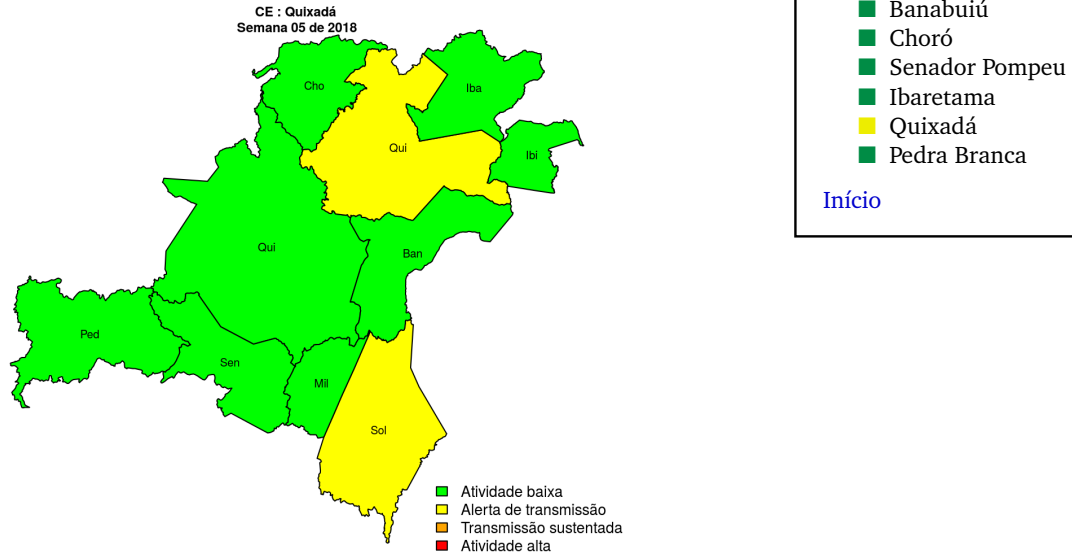 CE : Quixadá
Semana 05 de 2018
Cho
Iba
Qui
Ibi
Qui
Ban
Ped
Sen
Mil
Sol
Atividade baixa
Alerta de transmissão
Transmissão sustentada
Atividade alta
Banabuiú
Choró
Senador Pompeu
Ibaretama
Quixadá
Pedra Branca
Início